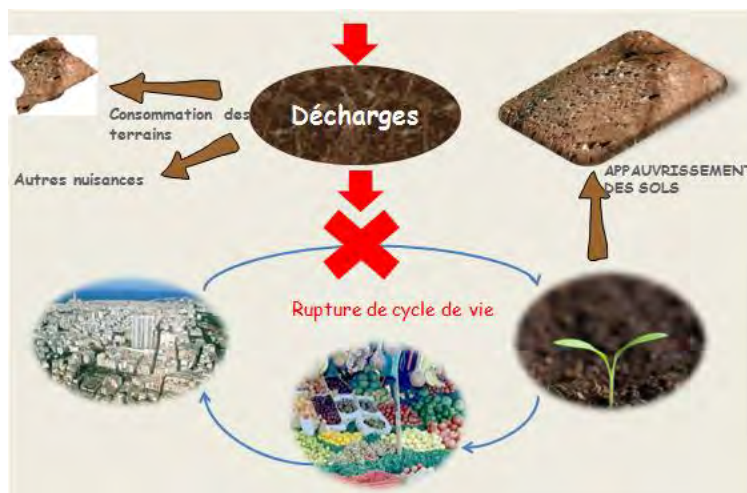 Décharges
Consommation des
terrains
Autres nuisances
APPAUVRISSEMENT
DES SOLS
Rupture de cycle de vie